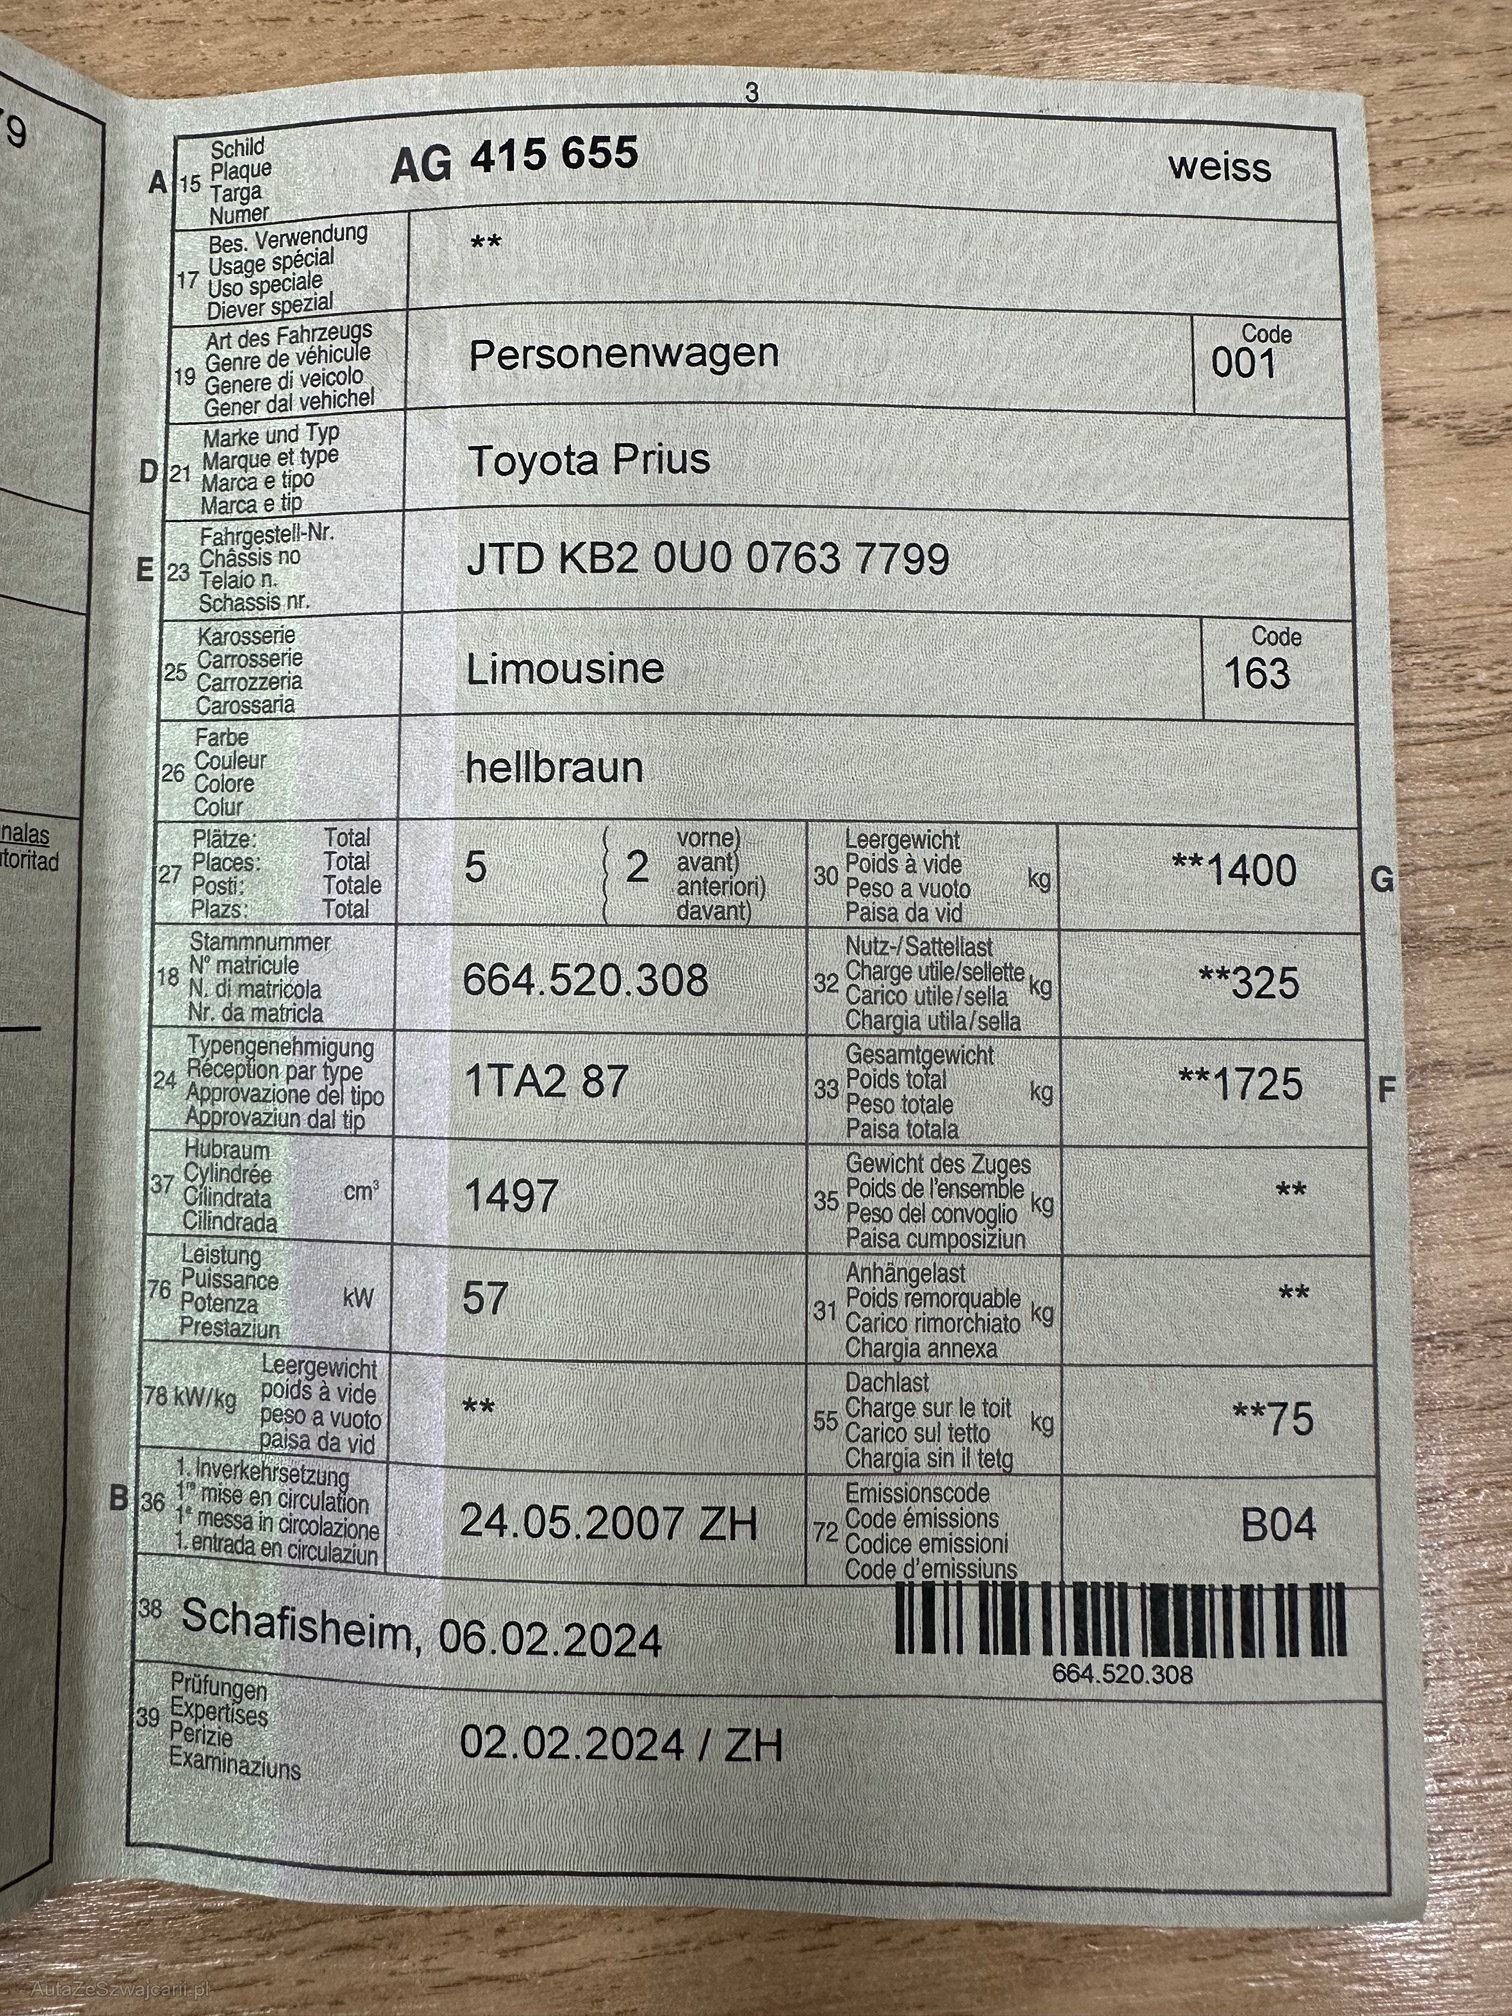 79
nalas
toritad
3
A 15 Schild
Plaque
Targa
Numer
AG 415 655 weiss
17 Bes. Verwendung
Usage spécial
Uso speciale
Diever spezial
**
19 Art des Fahrzeugs
Genre de véhicule
Genere di veicolo
Gener dal vehichel
Personenwagen
Code
001
D 21 Marke und Typ
Marque et type
Marca e tipo
Marca e tip
Toyota Prius
E 23 Fahrgestell-Nr.
Châssis no
Telaio n.
Schassis nr.
JTD KB2 0U0 0763 7799
25 Karosserie
Carrosserie
Carrozzeria
Carossaria
Limousine
Code
163
26 Farbe
Couleur
Colore
Colur
hellbraun
27 Plätze: Total
Places: Total
Posti: Totale
Plazs: Total
5 ( 2 vorne)
avant)
anteriori)
davant)
30 Leergewicht
Poids à vide
Peso a vuoto
Paisa da vid
kg
**1400
G
18 Stammnummer
N° matricule
N. di matricola
Nr. da matricla
664.520.308
32 Nutz-/Sattellast
Charge utile/sellette
Carico utile/sella
Chargia utila/sella
kg
**325
24 Typengenehmigung
Réception par type
Approvazione del tipo
Approvaziun dal tip
1TA2 87
33 Gesamtgewicht
Poids total
Peso totale
Paisa totala
kg
**1725
F
37 Hubraum
Cylindrée
Cilindrata
Cilindrada
cm³
1497
35 Gewicht des Zuges
Poids de l'ensemble
Peso del convoglio
Paisa cumposiziun
kg
**
76 Leistung
Puissance
Potenza
Prestaziun
kW
57
31 Anhängelast
Poids remorquable
Carico rimorchiato
Chargia annexa
kg
**
78 kW/kg
Leergewicht
poids à vide
peso a vuoto
paisa da vid
**
55 Dachlast
Charge sur le toit
Carico sul tetto
Chargia sin il tetg
kg
**75
B 36 1. Inverkehrsetzung
1re mise en circulation
1a messa in circolazione
1. entrada en circulaziun
24.05.2007 ZH
72 Emissionscode
Code émissions
Codice emissioni
Code d'emissiuns
B04
38 Schafisheim, 06.02.2024
664.520.308
39 Prüfungen
Expertises
Perizie
Examinaziuns
02.02.2024 / ZH
AutazeSzwajcarii.pl